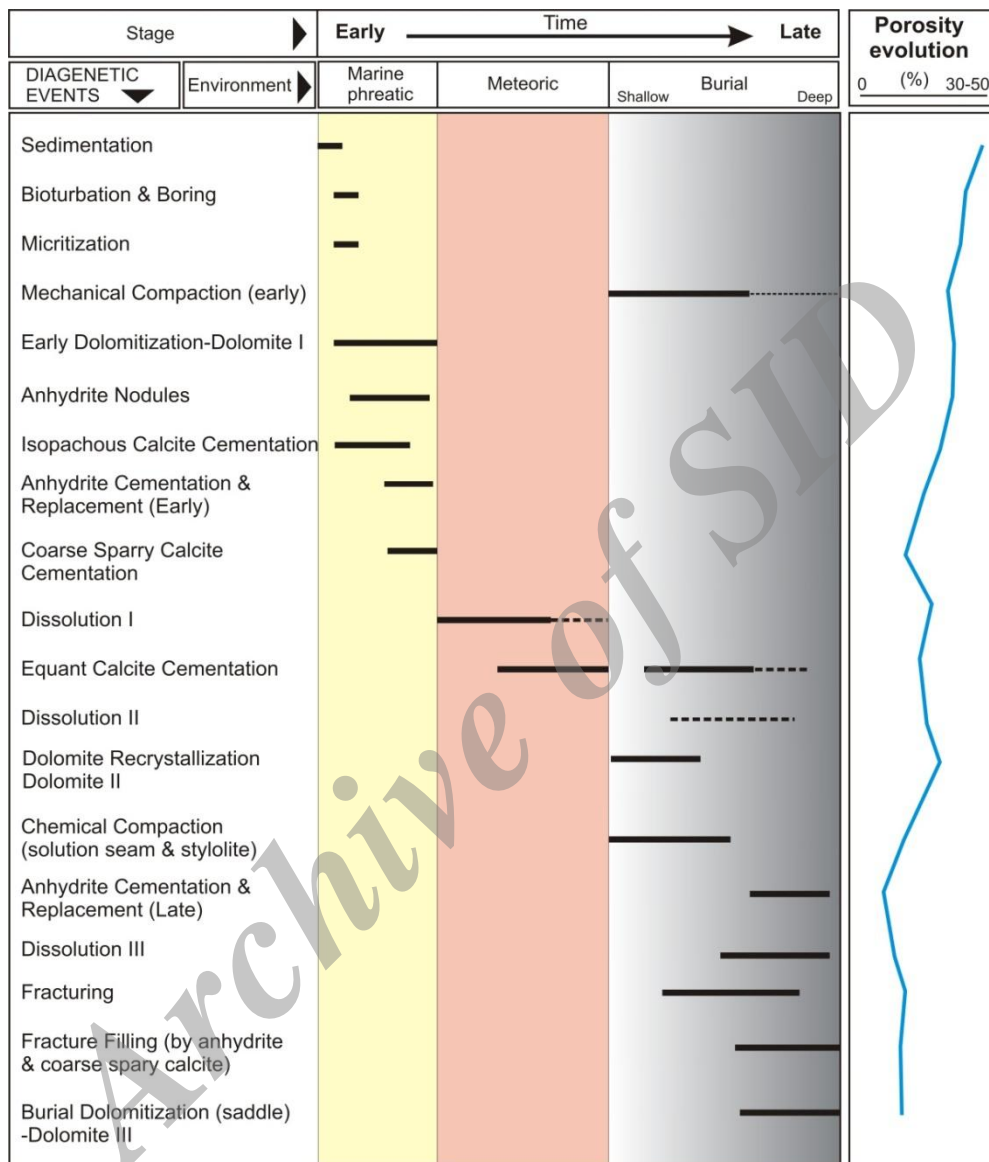 Stage
Early
Time
Late
Porosity
evolution
DIAGENETIC
EVENTS
Environment
Marine
phreatic
Meteoric
Burial
Shallow
Deep
0 (%) 30-50
Sedimentation
Bioturbation & Boring
Micritization
Mechanical Compaction (early)
Early Dolomitization-Dolomite I
Anhydrite Nodules
Isopachous Calcite Cementation
Anhydrite Cementation &
Replacement (Early)
Coarse Sparry Calcite
Cementation
Dissolution I
Equant Calcite Cementation
Dissolution II
Dolomite Recrystallization
Dolomite II
Chemical Compaction
(solution seam & stylolite)
Anhydrite Cementation &
Replacement (Late)
Dissolution III
Fracturing
Fracture Filling (by anhydrite
& coarse spary calcite)
Burial Dolomitization (saddle)
-Dolomite III
Archive of SID